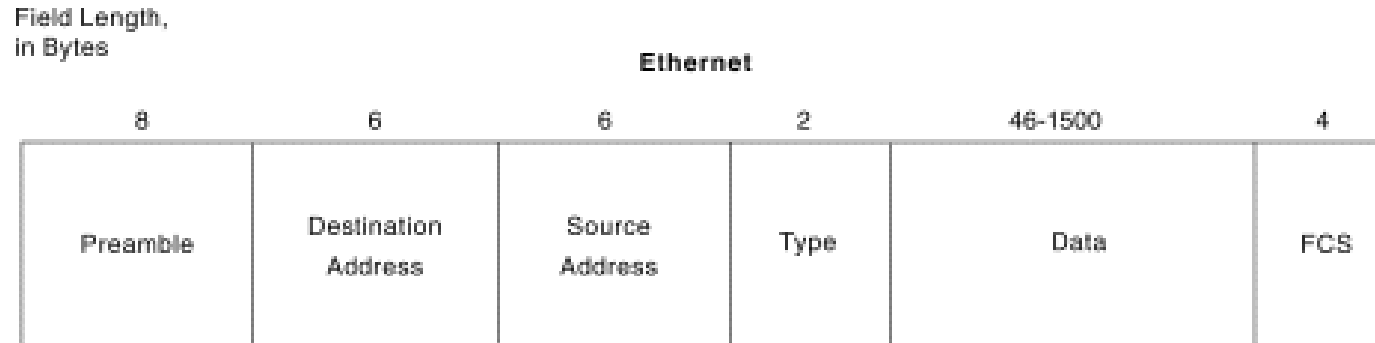 Field Length,
in Bytes
Ethernet
8 6 6 2 46-1500 4
Preamble
Destination
Address
Source
Address
Type
Data
FCS